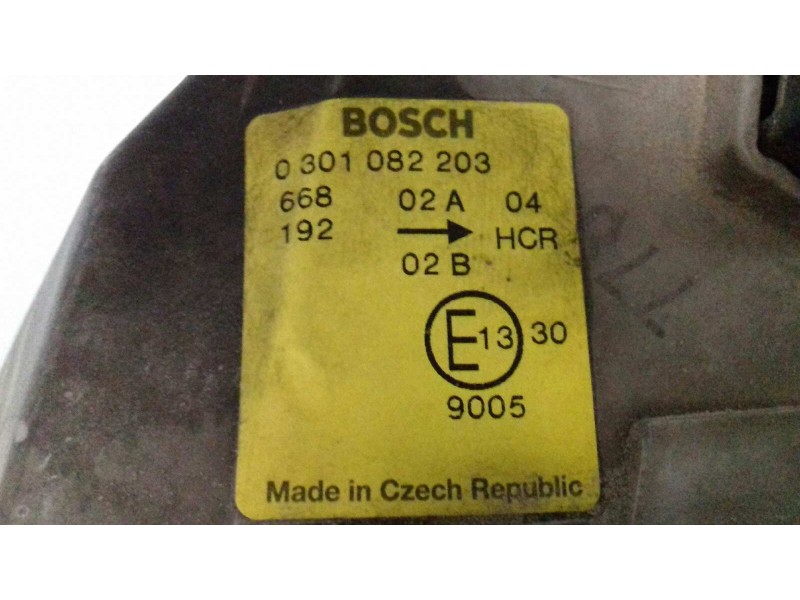 BOSCH
0 301 082 203
668 02 A 04
192 → HCR
02 B
E13 30
9005
Made in Czech Republic